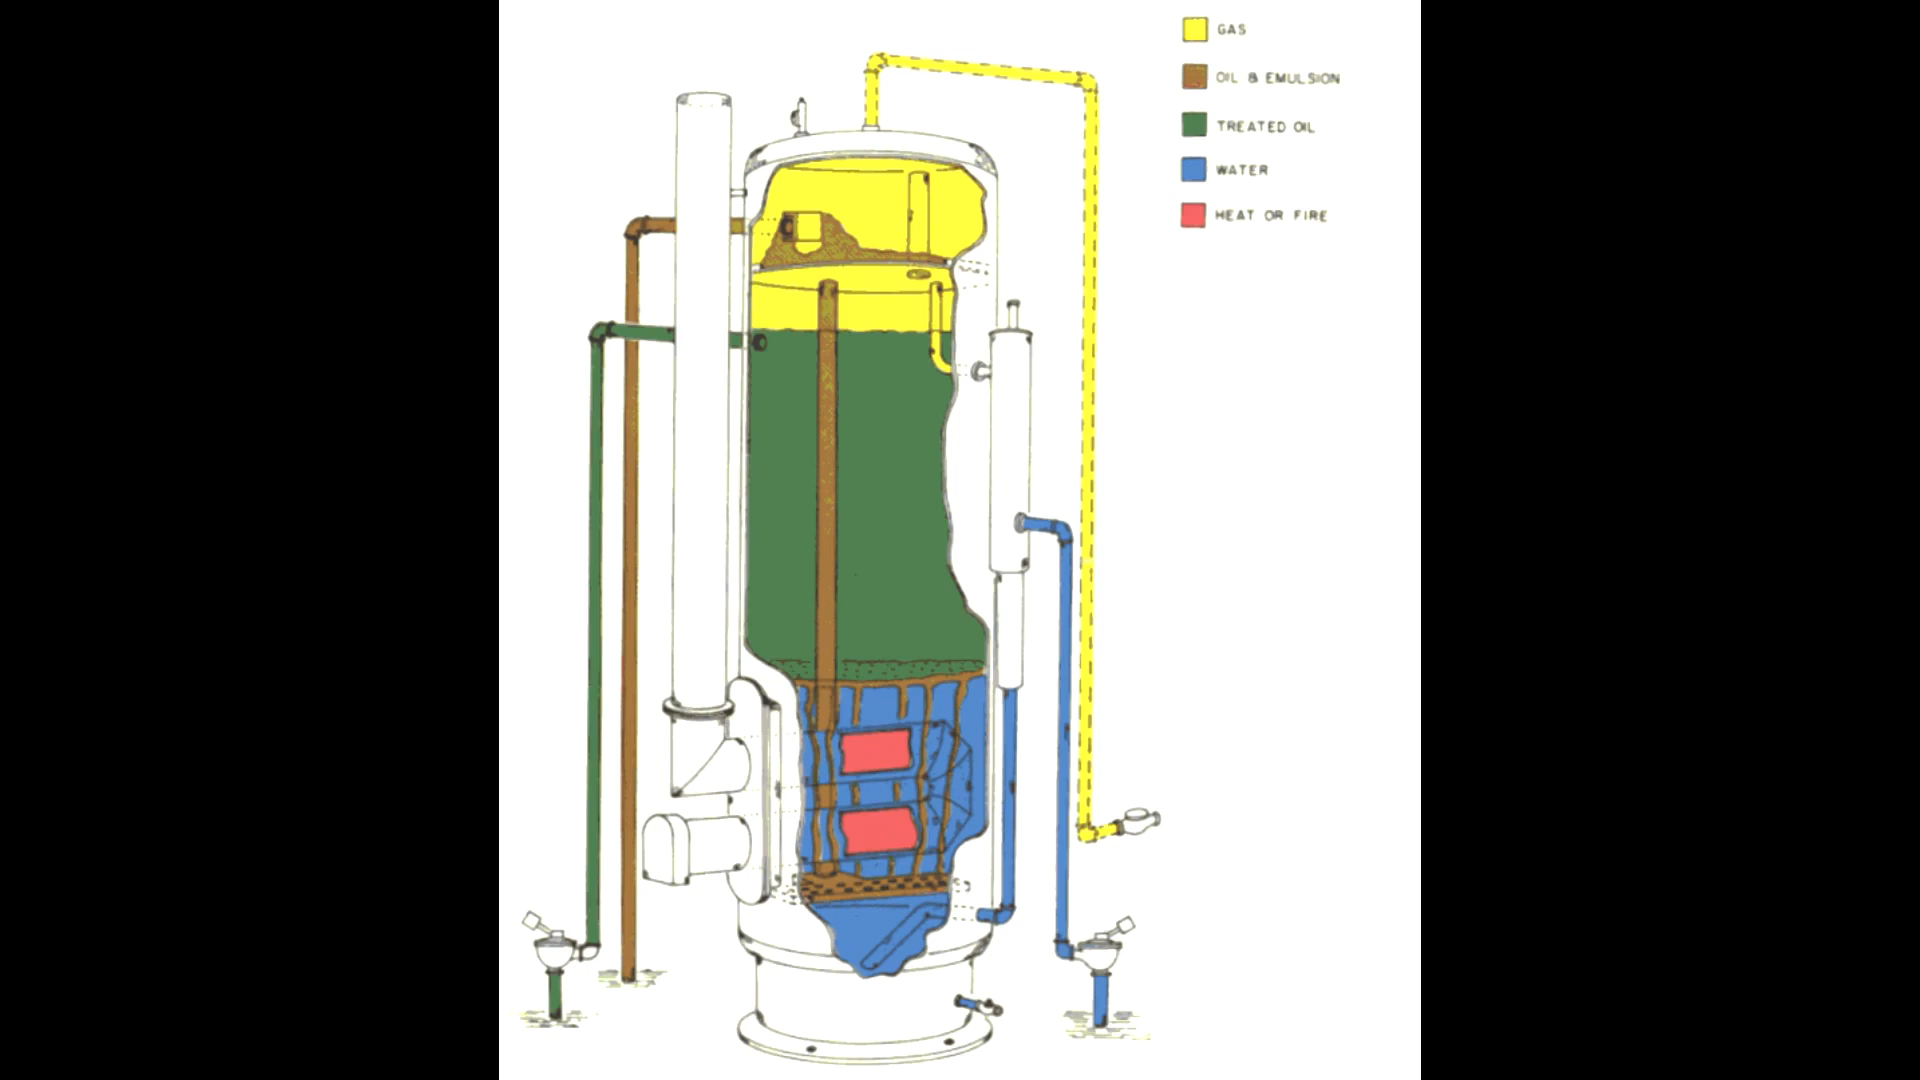 GAS
OIL & EMULSION
TREATED OIL
WATER
HEAT OR FIRE